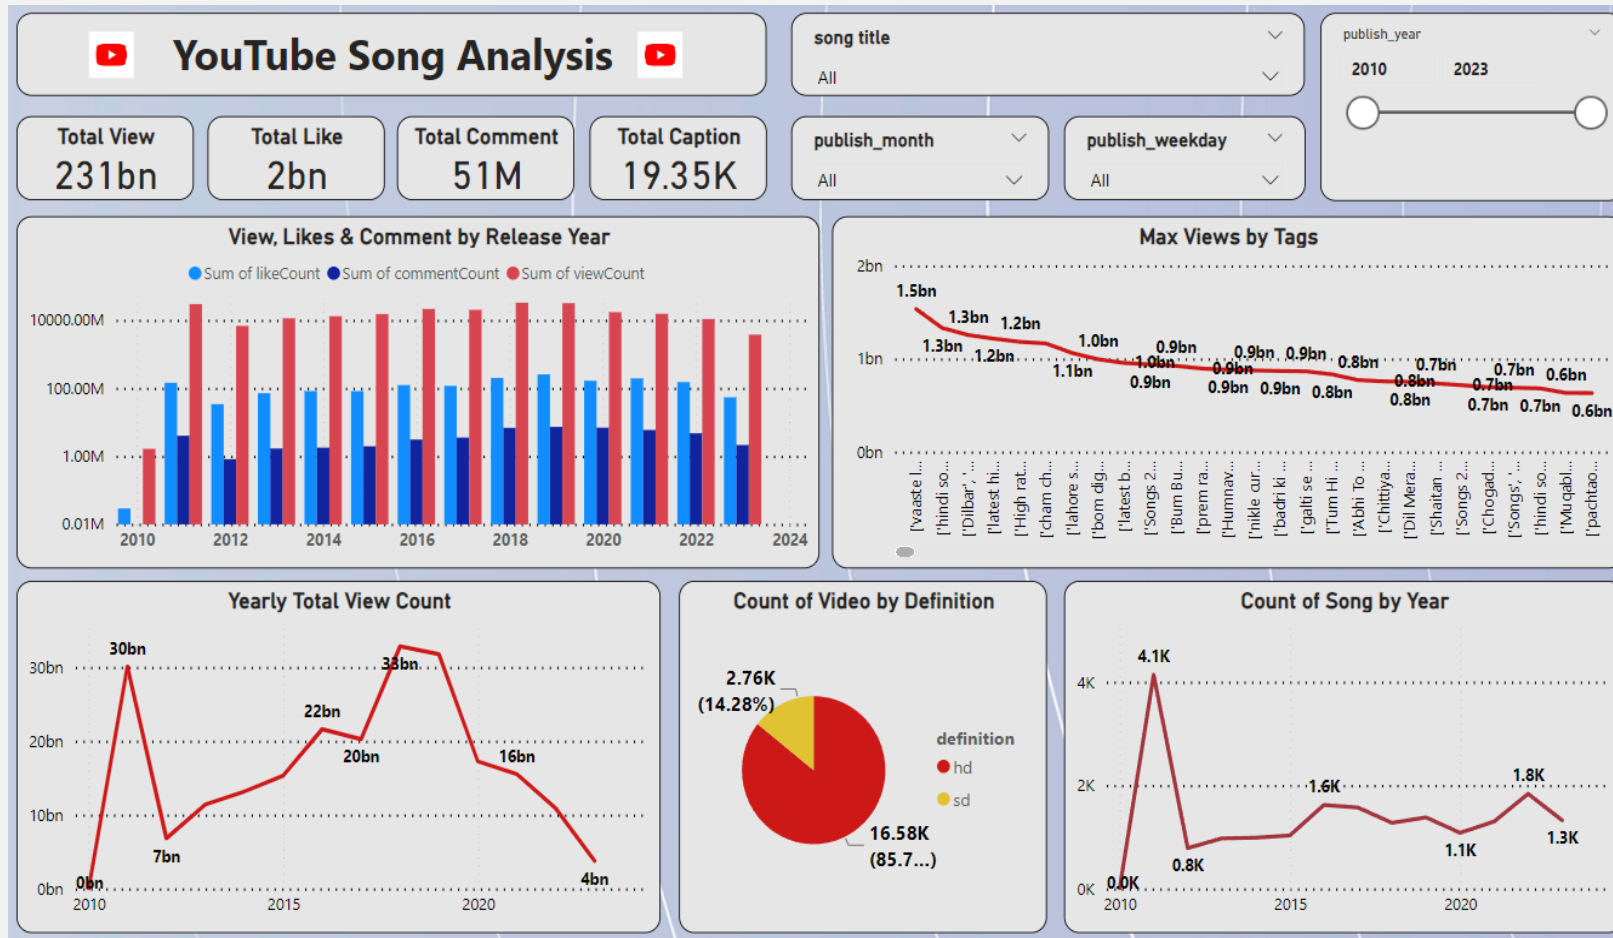 YouTube Song Analysis
song title
All
publish_year
2010 2023
Total View
231bn
Total Like
2bn
Total Comment
51M
Total Caption
19.35K
publish_month
All
publish_weekday
All
View, Likes & Comment by Release Year
Sum of likeCount Sum of commentCount Sum of viewCount
10000.00M
100.00M
1.00M
0.01M
2010 2012 2014 2016 2018 2020 2022 2024
Max Views by Tags
2bn
1bn
0bn
1.5bn
1.3bn
1.3bn
1.2bn
1.2bn
1.1bn
1.0bn
0.9bn
1.0bn
0.9bn
0.9bn
0.9bn
0.9bn
0.9bn
0.9bn
0.8bn
0.8bn
0.8bn
0.8bn
0.7bn
0.7bn
0.7bn
0.7bn
0.7bn
0.6bn
0.6bn
['vaaste l...
['hindi so...
['Dilbar', '...
['latest hi...
['High rat...
['cham ch...
['lahore s...
['bom dig...
['latest b...
['Songs 2...
['Bum Bu...
['prem ra...
['Humnav...
['nikle cur...
['badri ki ...
['galti se ...
['Tum Hi ...
['Abhi To ...
['Chittiya...
['Dil Mera...
['Shaitan ...
['Songs 2...
['Chogad...
['Songs', '...
['hindi so...
['Muqabl...
['pachtao...
Yearly Total View Count
30bn
20bn
10bn
0bn
30bn
33bn
22bn
20bn
16bn
7bn
0bn
4bn
2010 2015 2020
Count of Video by Definition
2.76K
(14.28%)
definition
hd
sd
16.58K
(85.7...)
Count of Song by Year
4K
2K
0K
4.1K
1.6K
1.8K
0.8K
1.1K
1.3K
0.0K
2010 2015 2020